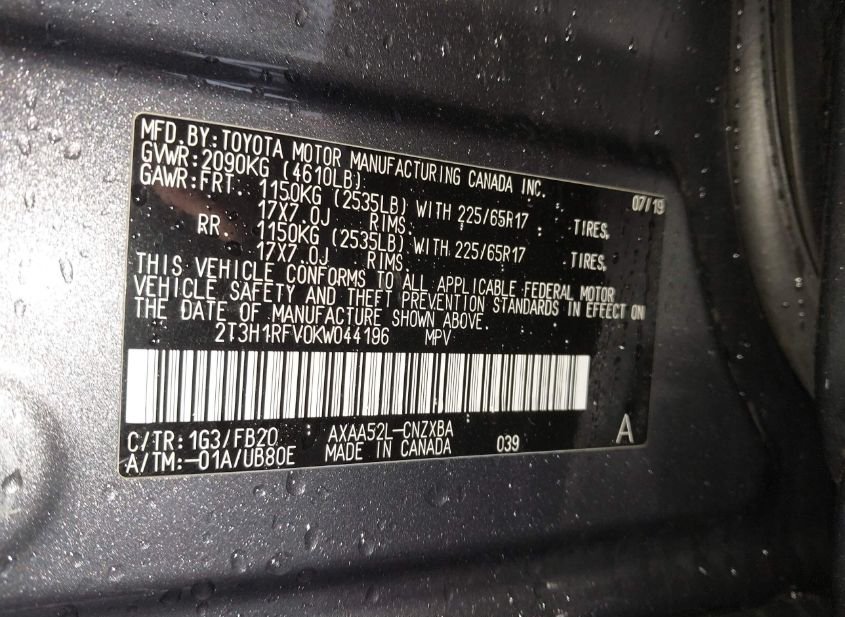 MFD.BY:TOYOTA MOTOR MANUFACTURING CANADA INC.
GVWR:2090KG (4610LB) 07/19
GAWR:FRT. 1150KG (2535LB) WITH 225/65R17 TIRES,
17X7.0J RIMS.
RR. 1150KG (2535LB) WITH 225/65R17 TIRES,
17X7.0J RIMS.
THIS VEHICLE CONFORMS TO ALL APPLICABLE FEDERAL MOTOR
VEHICLE SAFETY AND THEFT PREVENTION STANDARDS IN EFFECT ON
THE DATE OF MANUFACTURE SHOWN ABOVE.
2T3H1RFV0KW044196 MPV
C/TR: 1G3/FB20 AXAA52L-CNZXBA A
A/TM:-01A/UB80E MADE IN CANADA 039